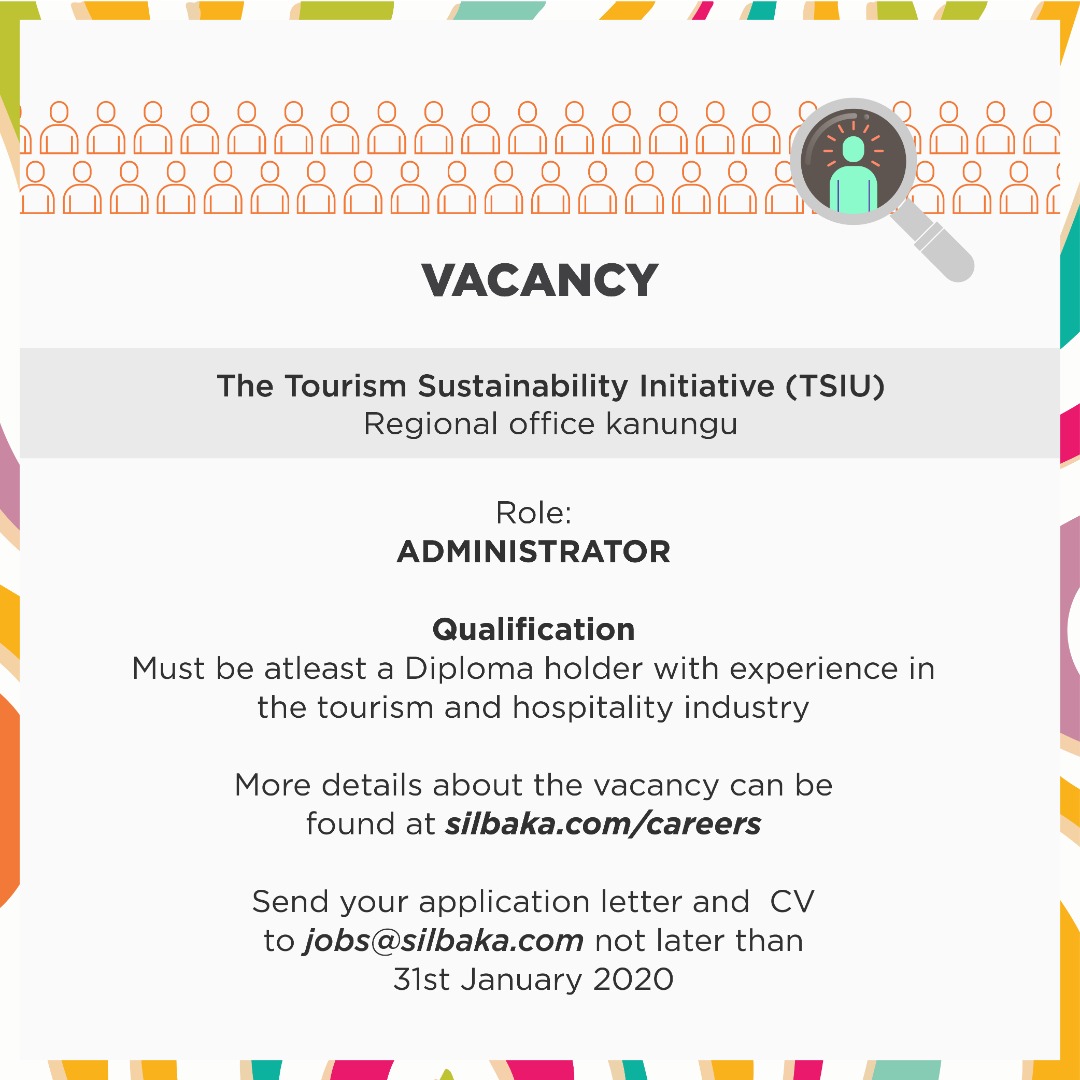 VACANCY
The Tourism Sustainability Initiative (TSIU)
Regional office kanungu
Role:
ADMINISTRATOR
Qualification
Must be atleast a Diploma holder with experience in
the tourism and hospitality industry
More details about the vacancy can be
found at silbaka.com/careers
Send your application letter and  CV
to jobs@silbaka.com not later than
31st January 2020